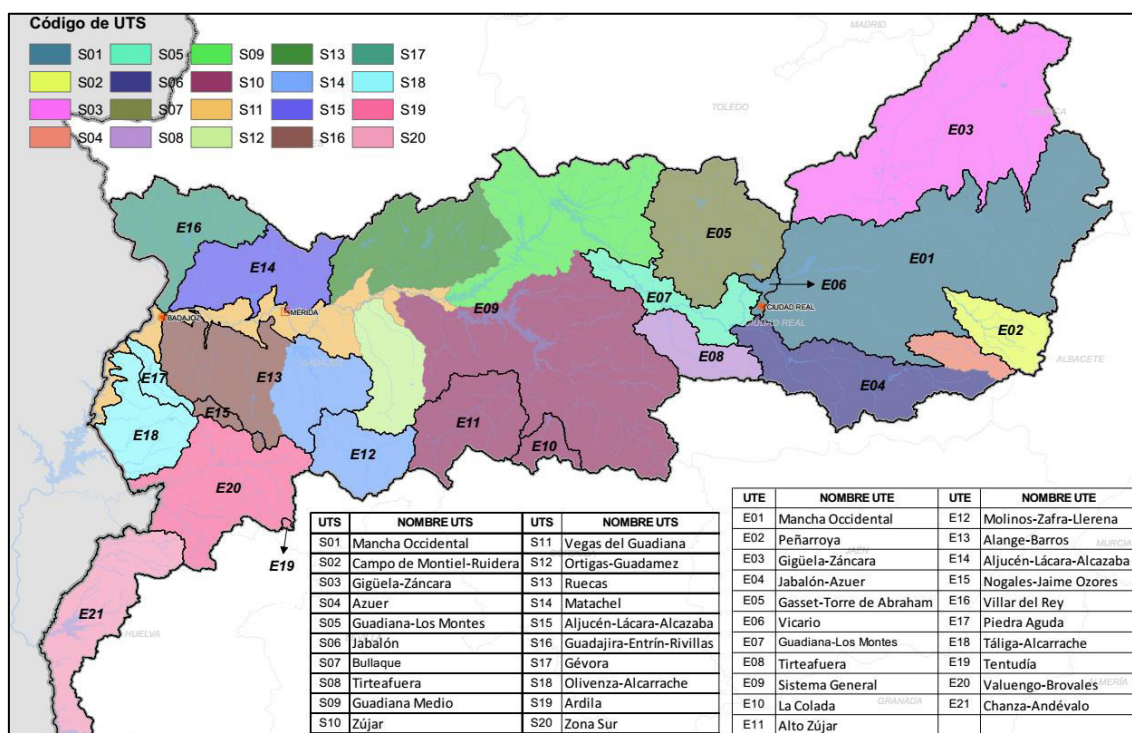 Código de UTS
S01 S05 S09 S13 S17
S02 S06 S10 S14 S18
S03 S07 S11 S15 S19
S04 S08 S12 S16 S20
MADRID
TOLEDO
E03
E16
E05
E14
E01
E07
E06
E09
MÉRIDA
BADAJOZ
CIUDAD REAL
CIUDAD REAL
E02
E08
ALBACETE
E17
E13
E04
E15
E11
E18
E10
E12
E20
E19
E21
HUELVA
JAÉN
MURCIA
GRANADA
ALMERÍA
UTS NOMBRE UTS UTS NOMBRE UTS
S01 Mancha Occidental S11 Vegas del Guadiana
S02 Campo de Montiel-Ruidera S12 Ortigas-Guadamez
S03 Gigüela-Záncara S13 Ruecas
S04 Azuer S14 Matachel
S05 Guadiana-Los Montes S15 Aljucén-Lácara-Alcazaba
S06 Jabalón S16 Guadajira-Entrín-Rivillas
S07 Bullaque S17 Gévora
S08 Tirteafuera S18 Olivenza-Alcarrache
S09 Guadiana Medio S19 Ardila
S10 Zújar S20 Zona Sur
UTE NOMBRE UTE UTE NOMBRE UTE
E01 Mancha Occidental E12 Molinos-Zafra-Llerena
E02 Peñarroya E13 Alange-Barros
E03 Gigüela-Záncara E14 Aljucén-Lácara-Alcazaba
E04 Jabalón-Azuer E15 Nogales-Jaime Ozores
E05 Gasset-Torre de Abraham E16 Villar del Rey
E06 Vicario E17 Piedra Aguda
E07 Guadiana-Los Montes E18 Táliga-Alcarrache
E08 Tirteafuera E19 Tentudía
E09 Sistema General E20 Valuengo-Brovales
E10 La Colada E21 Chanza-Andévalo
E11 Alto Zújar